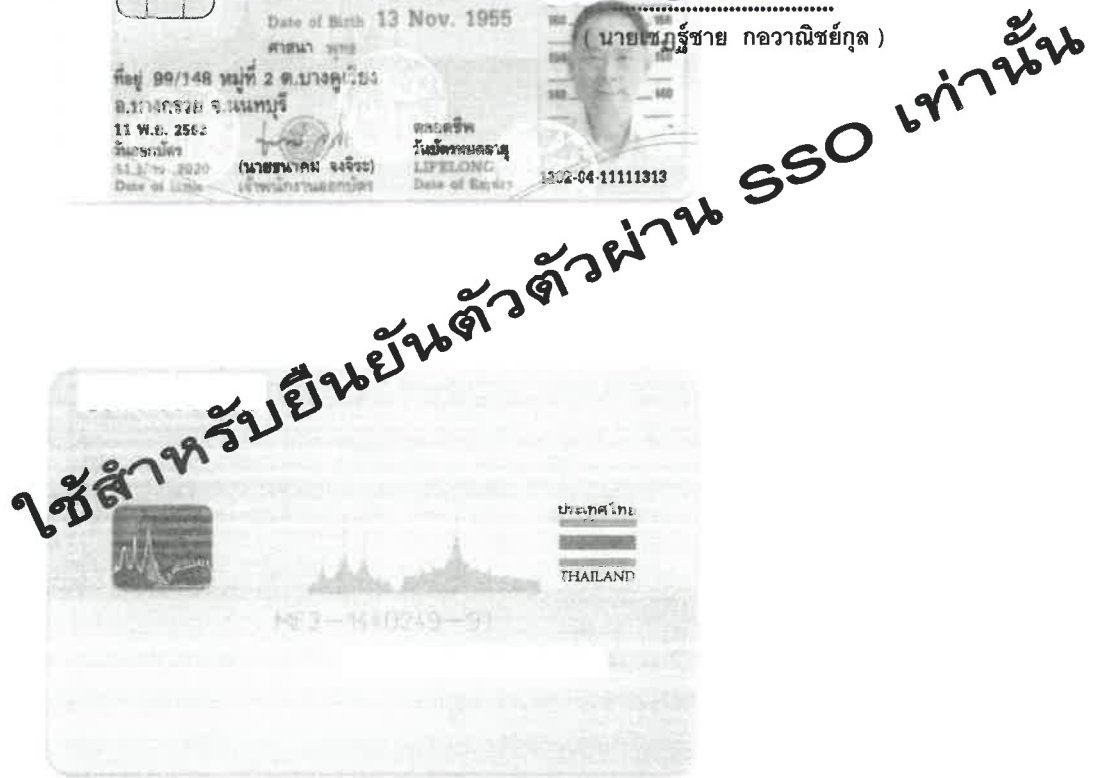 Date of Birth 13 Nov. 1955
( นายเชฏฐ์ชาย กอวาณิชย์กุล )
ศาสนา พุทธ
ที่อยู่ 99/148 หมู่ที่ 2 ต.บางคูเวียง
อ.บางกรวย จ.นนทบุรี
11 พ.ย. 2563
วันออกบัตร
2020
Date of Issue
(นายธนาคม จงจิระ)
เจ้าพนักงานออกบัตร
ตลอดชีพ
วันบัตรหมดอายุ
LIFELONG
Date of Expiry
-04-11111313
ใช้สำหรับยืนยันตัวตัวผ่าน SSO เท่านั้น
ประเทศไทย
THAILAND